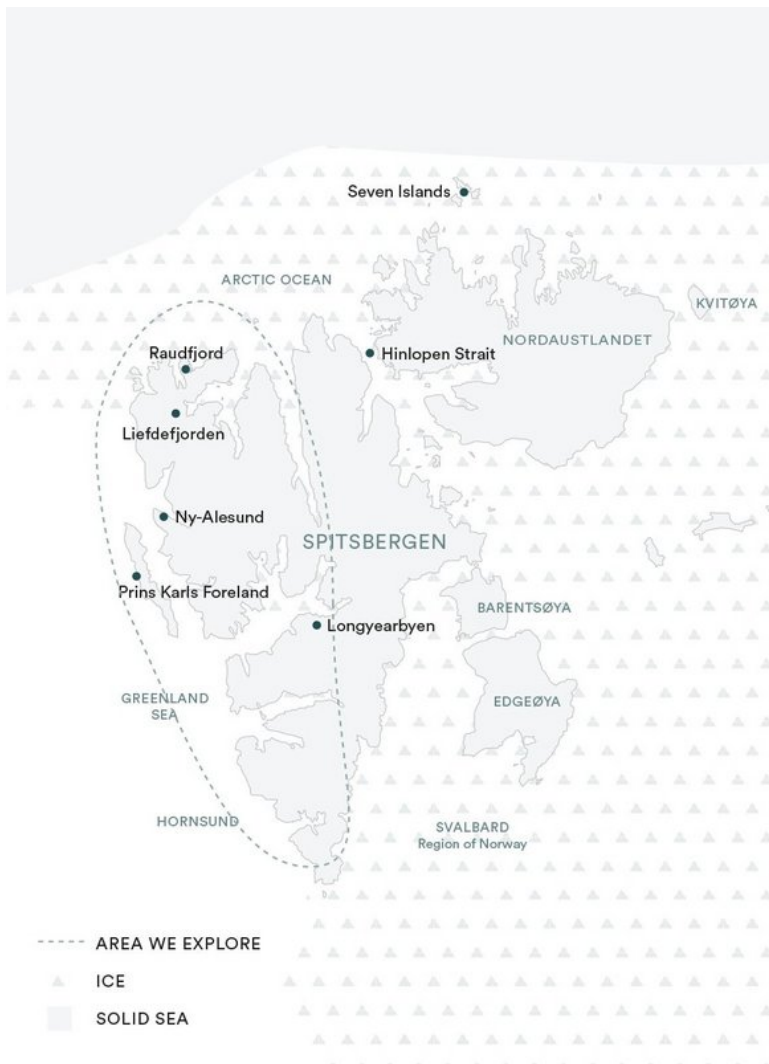 Seven Islands
ARCTIC OCEAN
KVITØYA
NORDAUSTLANDET
Raudfjord
Hinlopen Strait
Liefdefjorden
Ny-Alesund
SPITSBERGEN
Prins Karls Foreland
BARENTSØYA
Longyearbyen
GREENLAND
SEA
EDGEØYA
HORNSUND
SVALBARD
Region of Norway
AREA WE EXPLORE
ICE
SOLID SEA